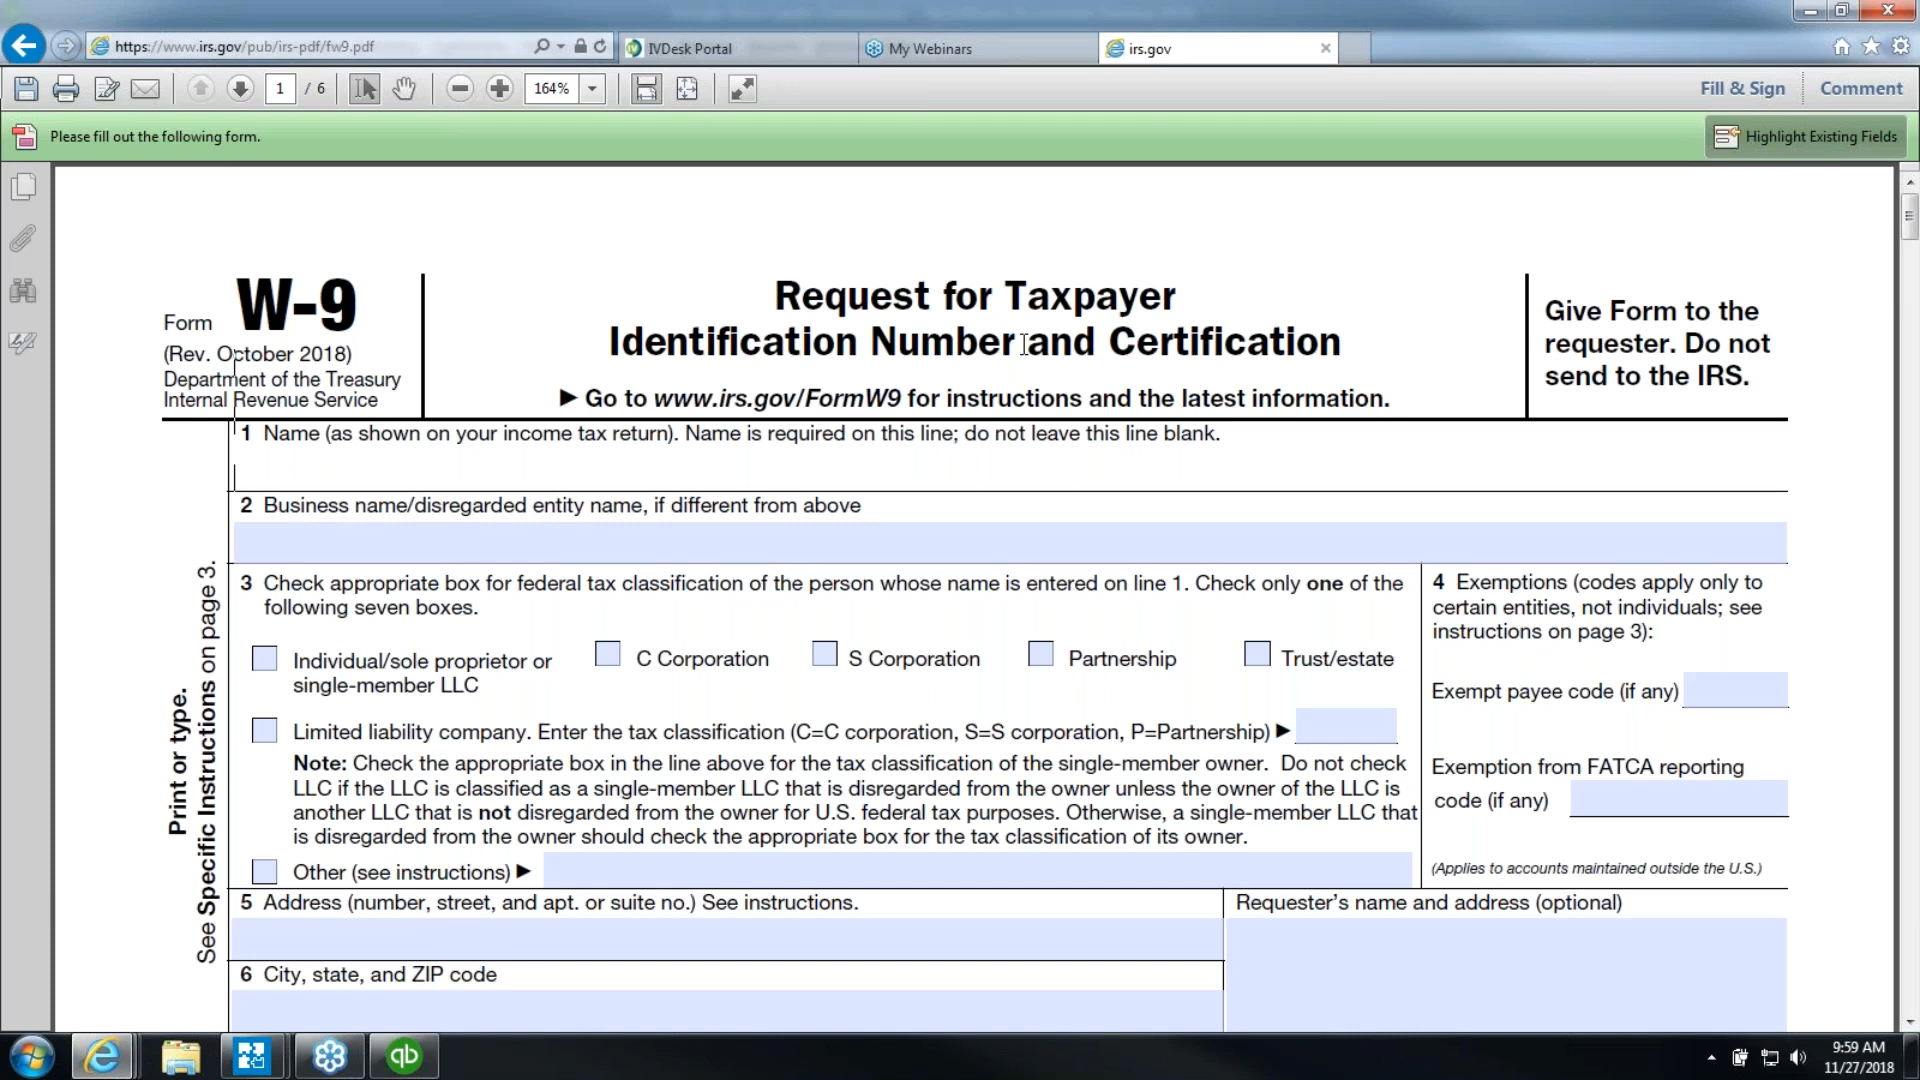 https://www.irs.gov/pub/irs-pdf/fw9.pdf
IVDesk Portal
My Webinars
irs.gov
1 / 6
164%
Fill & Sign
Comment
Please fill out the following form.
Highlight Existing Fields
Form W-9
(Rev. October 2018)
Department of the Treasury
Internal Revenue Service
Request for Taxpayer
Identification Number and Certification
▶ Go to www.irs.gov/FormW9 for instructions and the latest information.
Give Form to the
requester. Do not
send to the IRS.
Print or type.
See Specific Instructions on page 3.
1 Name (as shown on your income tax return). Name is required on this line; do not leave this line blank.
2 Business name/disregarded entity name, if different from above
3 Check appropriate box for federal tax classification of the person whose name is entered on line 1. Check only one of the
following seven boxes.
Individual/sole proprietor or
single-member LLC
C Corporation
S Corporation
Partnership
Trust/estate
Limited liability company. Enter the tax classification (C=C corporation, S=S corporation, P=Partnership) ▶
Note: Check the appropriate box in the line above for the tax classification of the single-member owner. Do not check
LLC if the LLC is classified as a single-member LLC that is disregarded from the owner unless the owner of the LLC is
another LLC that is not disregarded from the owner for U.S. federal tax purposes. Otherwise, a single-member LLC that
is disregarded from the owner should check the appropriate box for the tax classification of its owner.
Other (see instructions) ▶
4 Exemptions (codes apply only to
certain entities, not individuals; see
instructions on page 3):
Exempt payee code (if any)
Exemption from FATCA reporting
code (if any)
(Applies to accounts maintained outside the U.S.)
5 Address (number, street, and apt. or suite no.) See instructions.
Requester's name and address (optional)
6 City, state, and ZIP code
qb
9:59 AM
11/27/2018